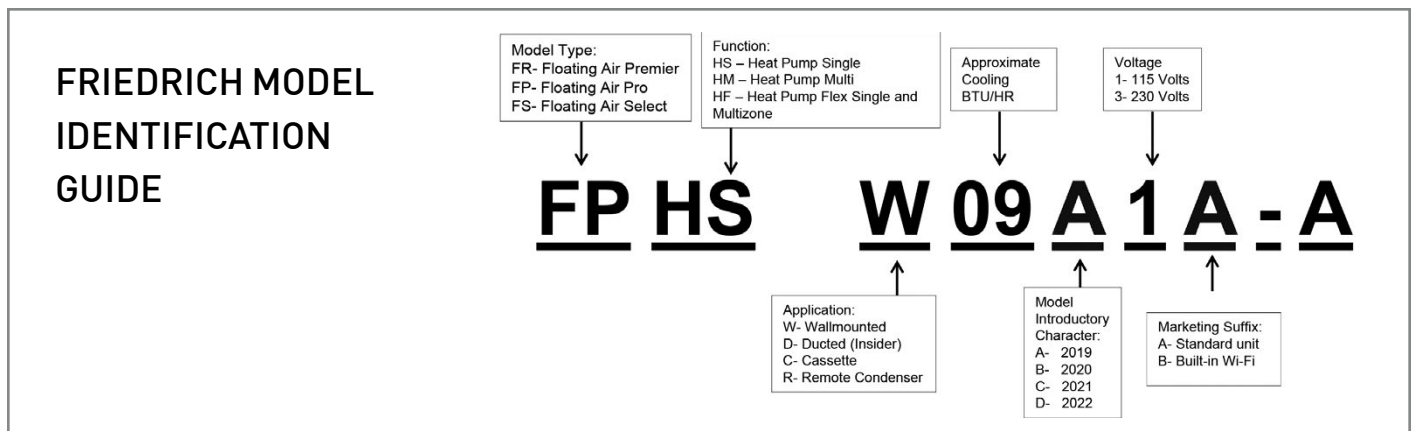 FRIEDRICH MODEL
IDENTIFICATION
GUIDE
Model Type:
FR- Floating Air Premier
FP- Floating Air Pro
FS- Floating Air Select
Function:
HS – Heat Pump Single
HM – Heat Pump Multi
HF – Heat Pump Flex Single and
Multizone
Approximate
Cooling
BTU/HR
Voltage
1- 115 Volts
3- 230 Volts
FP HS W 09 A 1 A - A
Application:
W- Wallmounted
D- Ducted (Insider)
C- Cassette
R- Remote Condenser
Model
Introductory
Character:
A- 2019
B- 2020
C- 2021
D- 2022
Marketing Suffix:
A- Standard unit
B- Built-in Wi-Fi